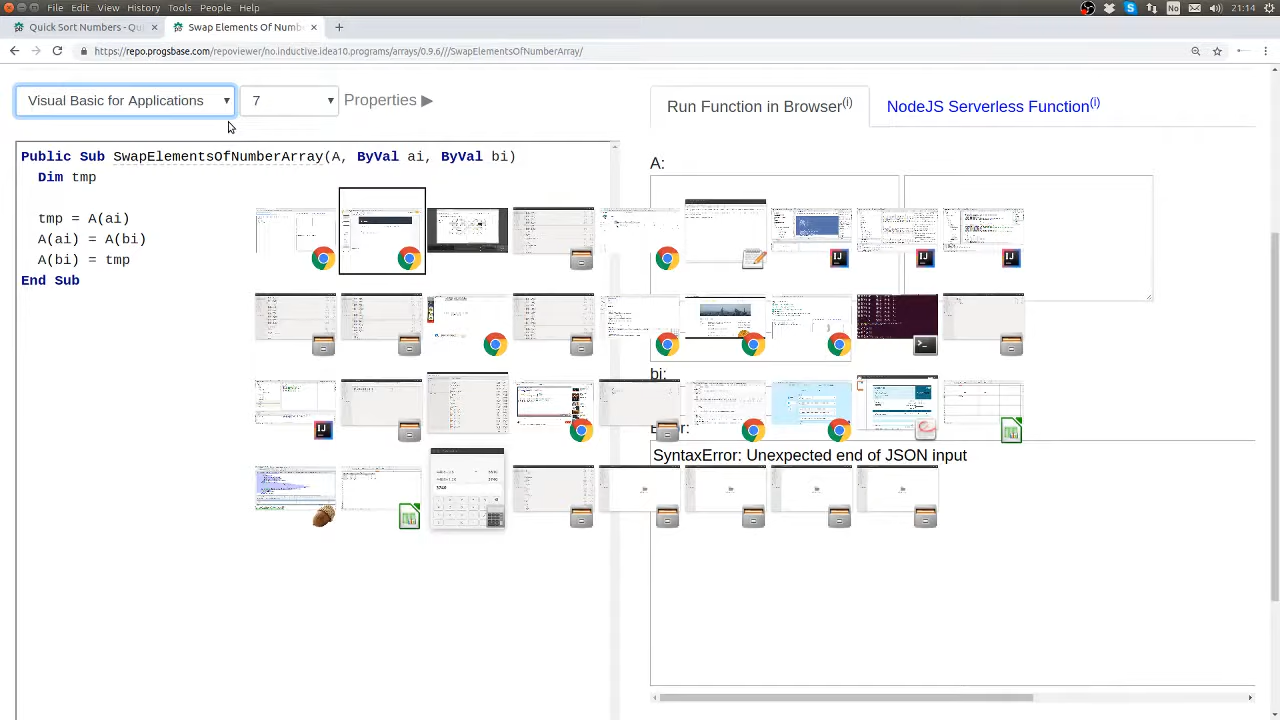 File Edit View History Tools People Help
No 21:14
Quick Sort Numbers - Qui
Swap Elements Of Numbe
https://repo.progsbase.com/repoviewer/no.inductive.idea10.programs/arrays/0.9.6///SwapElementsOfNumberArray/
Visual Basic for Applications
7
Properties ▶
Run Function in Browser(i)
NodeJS Serverless Function(i)
Public Sub SwapElementsOfNumberArray(A, ByVal ai, ByVal bi)
Dim tmp
tmp = A(ai)
A(ai) = A(bi)
A(bi) = tmp
End Sub
A:
bi:
SyntaxError: Unexpected end of JSON input